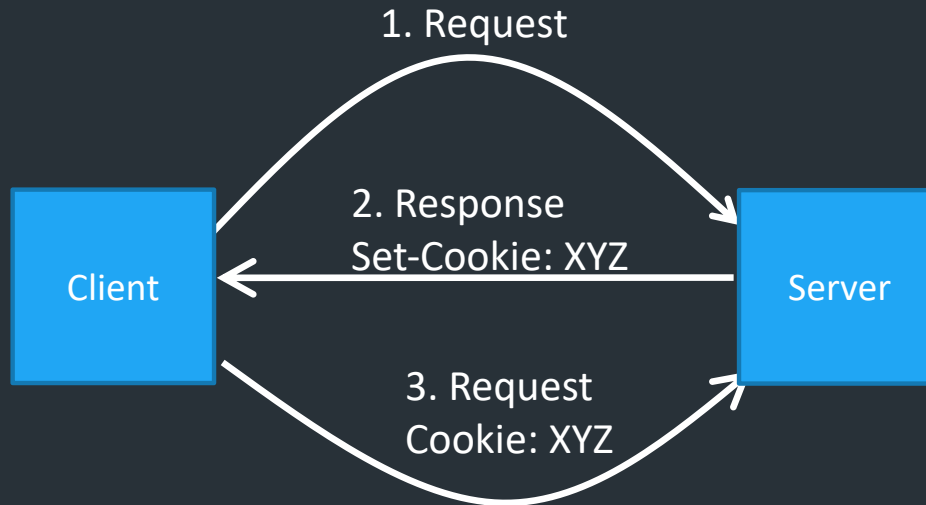 1. Request
2. Response
Set-Cookie: XYZ
Client
Server
3. Request
Cookie: XYZ